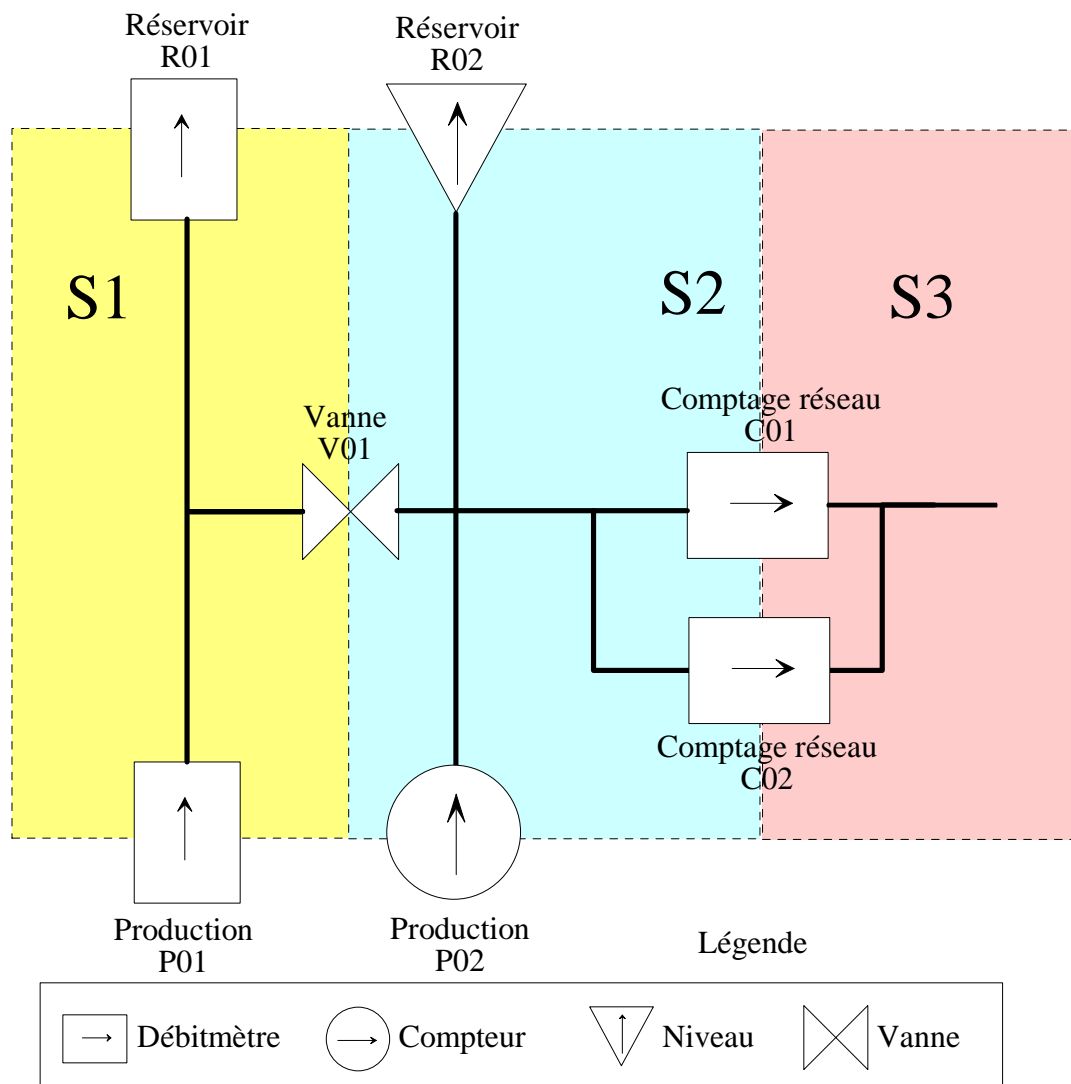 Réservoir
R01
Réservoir
R02
S1
S2
S3
Comptage réseau
C01
Vanne
V01
Comptage réseau
C02
Production
P01
Production
P02
Légende
Débitmètre
Compteur
Niveau
Vanne